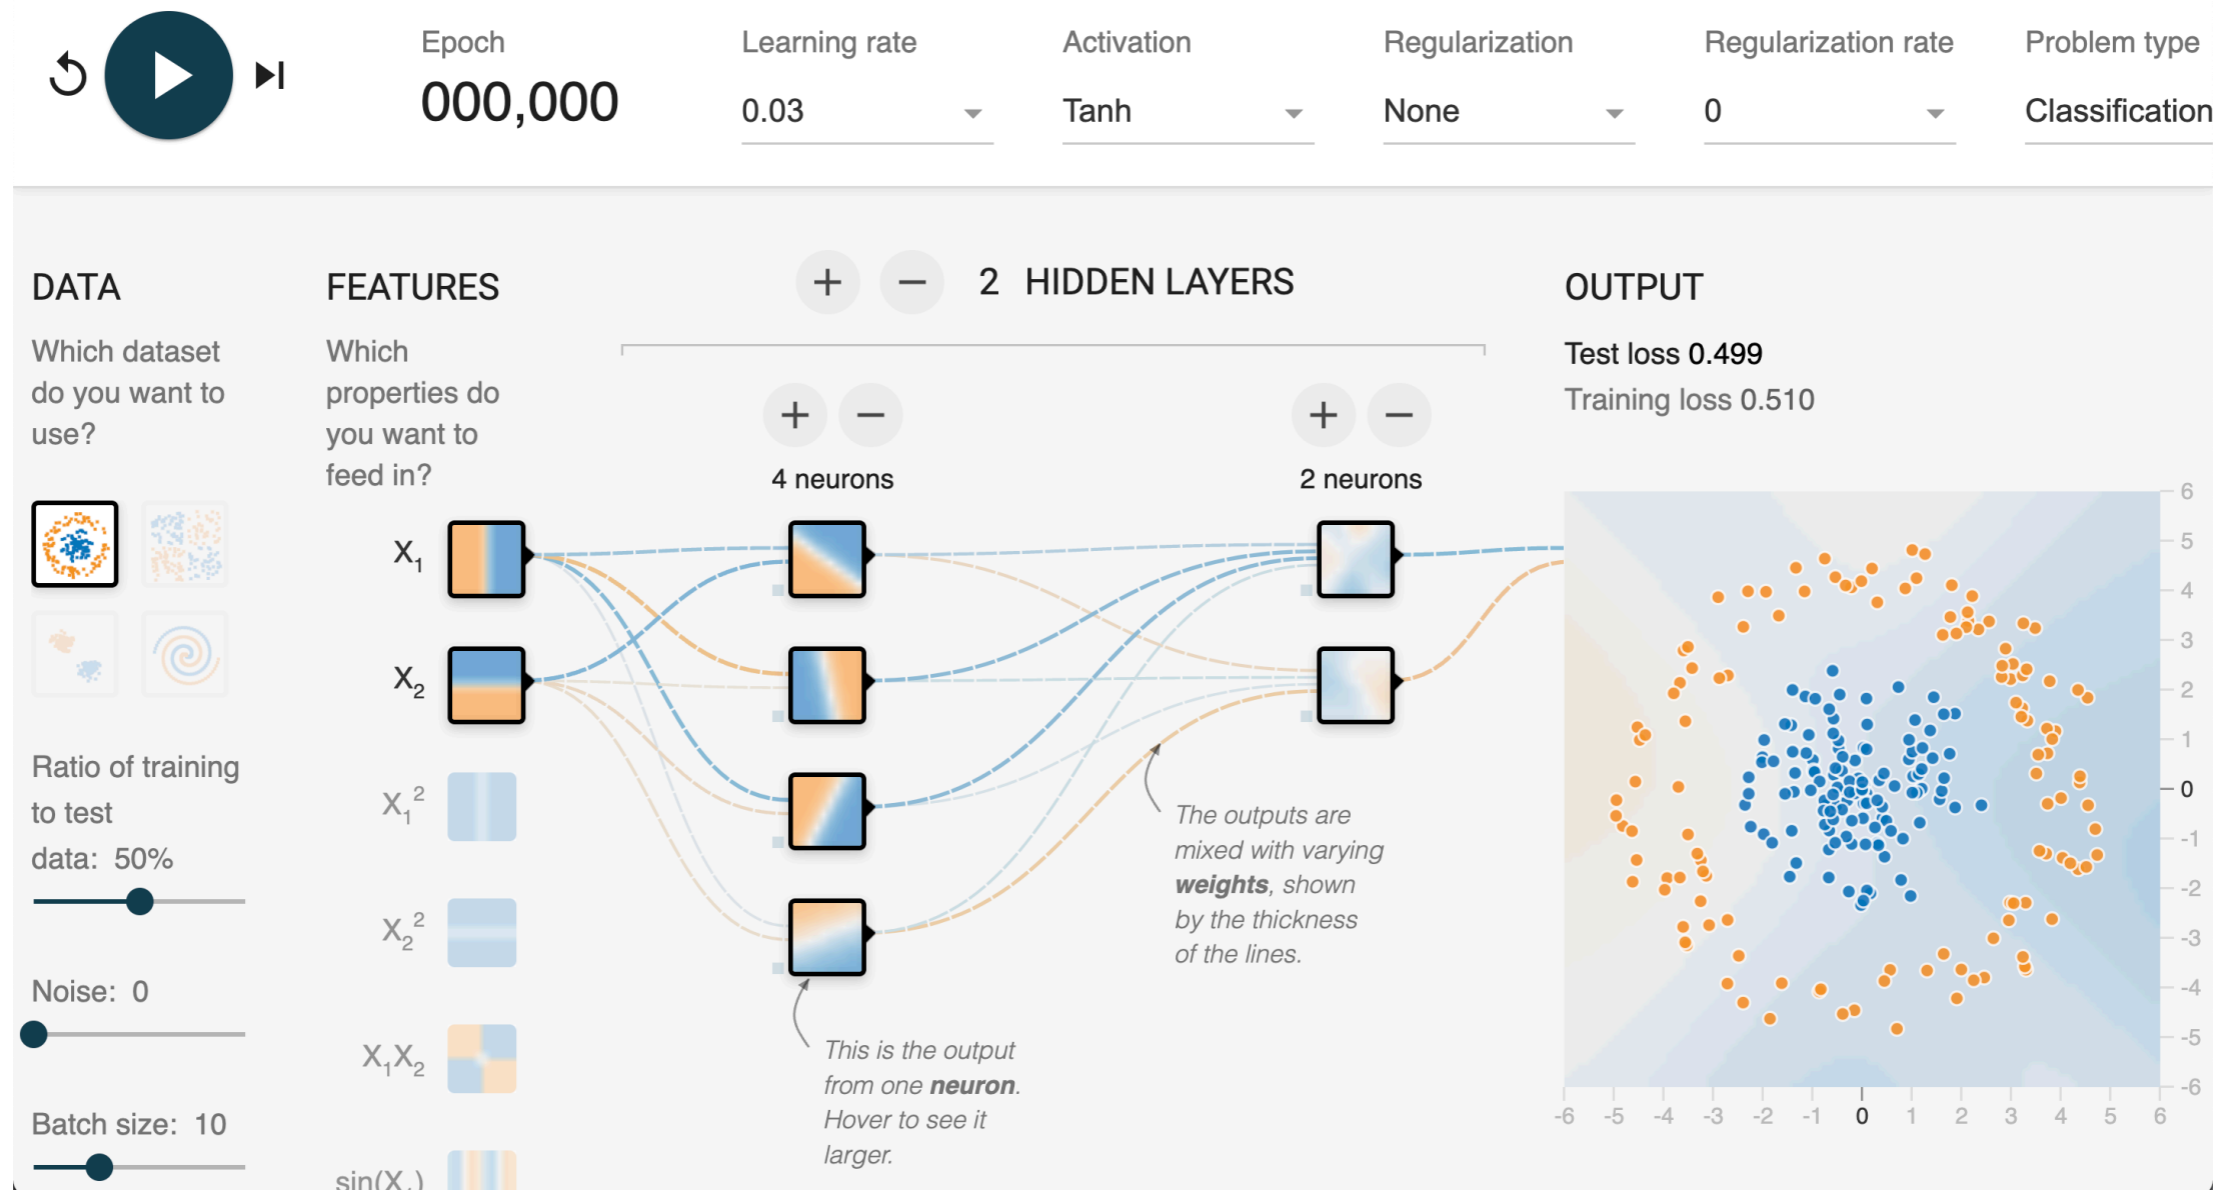 Epoch
000,000
Learning rate
0.03
Activation
Tanh
Regularization
None
Regularization rate
0
Problem type
Classification
DATA
Which dataset
do you want to
use?
Ratio of training
to test
data: 50%
Noise: 0
Batch size: 10
FEATURES
Which
properties do
you want to
feed in?
X1
X2
X1²
X2²
X1X2
sin(X1)
+ − 2 HIDDEN LAYERS
+ −
4 neurons
+ −
2 neurons
This is the output
from one neuron.
Hover to see it
larger.
The outputs are
mixed with varying
weights, shown
by the thickness
of the lines.
OUTPUT
Test loss 0.499
Training loss 0.510
6
5
4
3
2
1
0
-1
-2
-3
-4
-5
-6
-6 -5 -4 -3 -2 -1 0 1 2 3 4 5 6